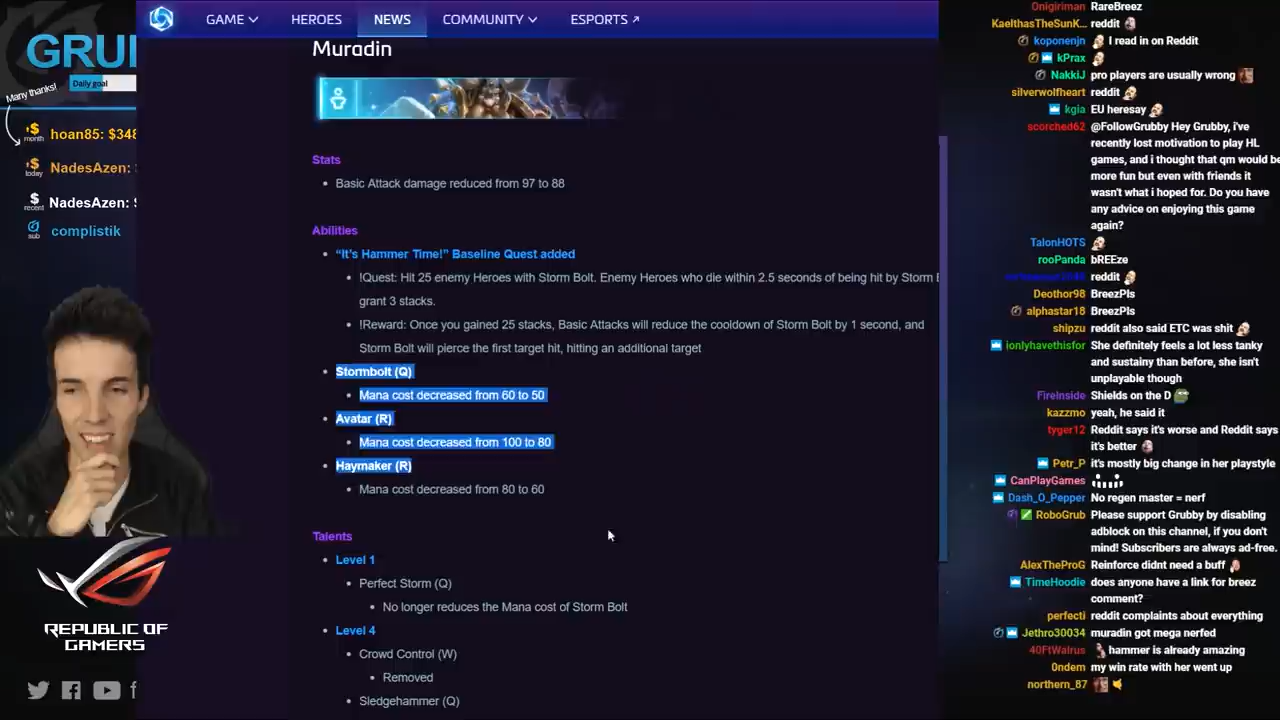 GAME
HEROES
NEWS
COMMUNITY
ESPORTS
GRU
Daily goal
Many thanks!
month
hoan85: $348
today
NadesAzen:
recent
NadesAzen: $
sub
complistik
Muradin
Stats
Basic Attack damage reduced from 97 to 88
Abilities
“It's Hammer Time!” Baseline Quest added
!Quest: Hit 25 enemy Heroes with Storm Bolt. Enemy Heroes who die within 2.5 seconds of being hit by Storm
grant 3 stacks.
!Reward: Once you gained 25 stacks, Basic Attacks will reduce the cooldown of Storm Bolt by 1 second, and
Storm Bolt will pierce the first target hit, hitting an additional target
Stormbolt (Q)
Mana cost decreased from 60 to 50
Avatar (R)
Mana cost decreased from 100 to 80
Haymaker (R)
Mana cost decreased from 80 to 60
Talents
Level 1
Perfect Storm (Q)
No longer reduces the Mana cost of Storm Bolt
Level 4
Crowd Control (W)
Removed
Sledgehammer (Q)
REPUBLIC OF
GAMERS
Onigiriman RareBreez
KaelthasTheSunK... reddit
koponenjn I read in on Reddit
kPrax
NakkiJ pro players are usually wrong
silverwolfheart reddit
kgia EU heresay
scorched62 @FollowGrubby Hey Grubby, i've
recently lost motivation to play HL
games, and i thought that qm would be
more fun but even with friends it
wasn't what i hoped for. Do you have
any advice on enjoying this game
again?
TalonHOTS
rooPanda bREEze
reddit
Deothor98 BreezPls
alphastar18 BreezPls
shipzu reddit also said ETC was shit
ionlyhavethisfor She definitely feels a lot less tanky
and sustainy than before, she isn't
unplayable though
FireInside Shields on the D
kazzmo yeah, he said it
tyger12 Reddit says it's worse and Reddit says
it's better
Petr_P it's mostly big change in her playstyle
CanPlayGames
Dash_O_Pepper No regen master = nerf
RoboGrub Please support Grubby by disabling
adblock on this channel, if you don't
mind! Subscribers are always ad-free.
AlexTheProG Reinforce didnt need a buff
TimeHoodie does anyone have a link for breez
comment?
perfecti reddit complaints about everything
Jethro30034 muradin got mega nerfed
40FtWalrus hammer is already amazing
0ndem my win rate with her went up
northern_87